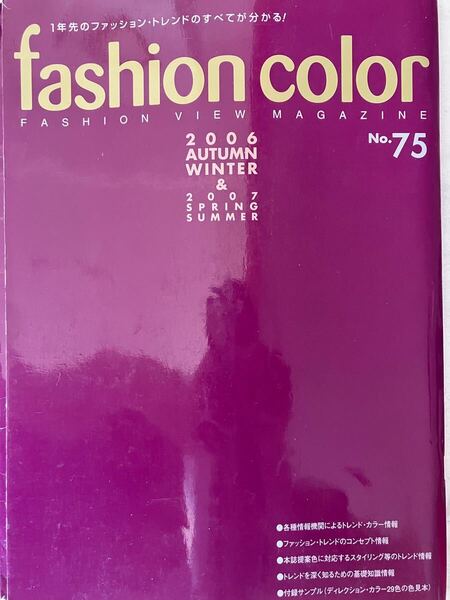 1年先のファッション・トレンドのすべてが分かる!
fashion color
FASHION VIEW MAGAZINE
No.75
2006
AUTUMN
WINTER
&
2007
SPRING
SUMMER
●各種情報機関によるトレンド・カラー情報
●ファッション・トレンドのコンセプト情報
●本誌提案色に対応するスタイリング等のトレンド情報
●トレンドを深く知るための基礎知識情報
●付録サンプル(ディレクション・カラー29色の色見本)